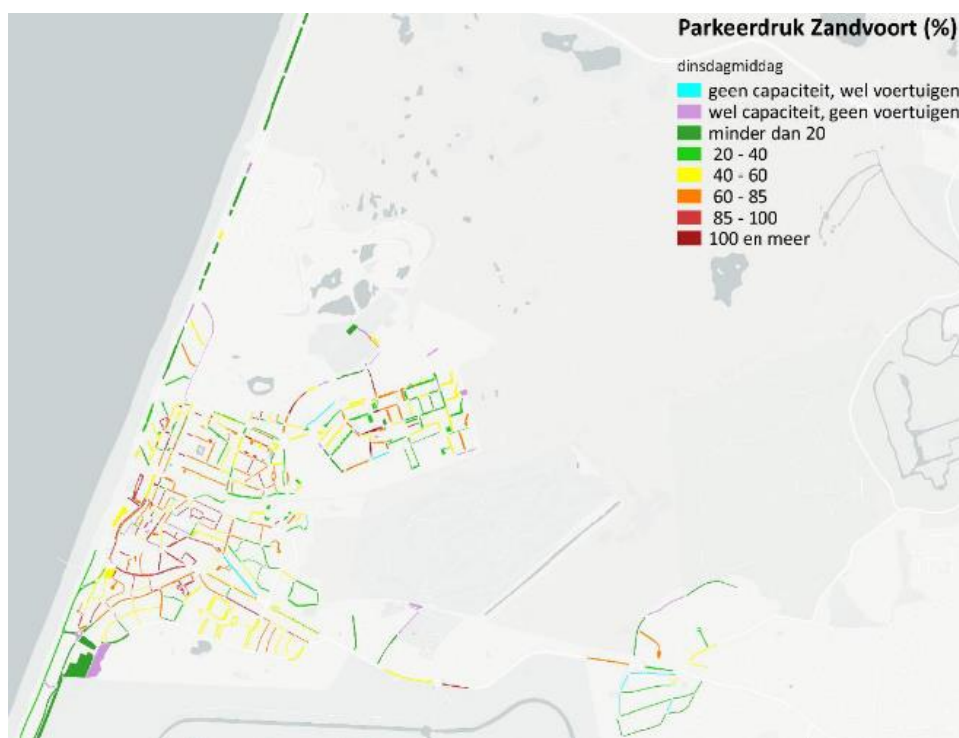 Parkeerdruk Zandvoort (%)
dinsdagmiddag
geen capaciteit, wel voertuigen
wel capaciteit, geen voertuigen
minder dan 20
20 - 40
40 - 60
60 - 85
85 - 100
100 en meer